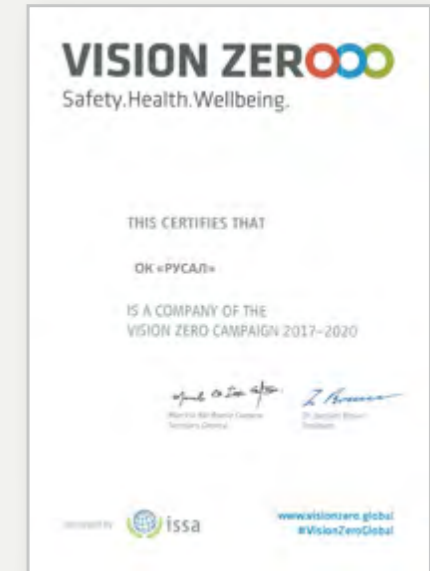 VISION ZEROOO
Safety.Health.Wellbeing.
THIS CERTIFIES THAT
ОК «РУСАЛ»
IS A COMPANY OF THE
VISION ZERO CAMPAIGN 2017–2020
issa
www.visionzero.global
#VisionZeroGlobal